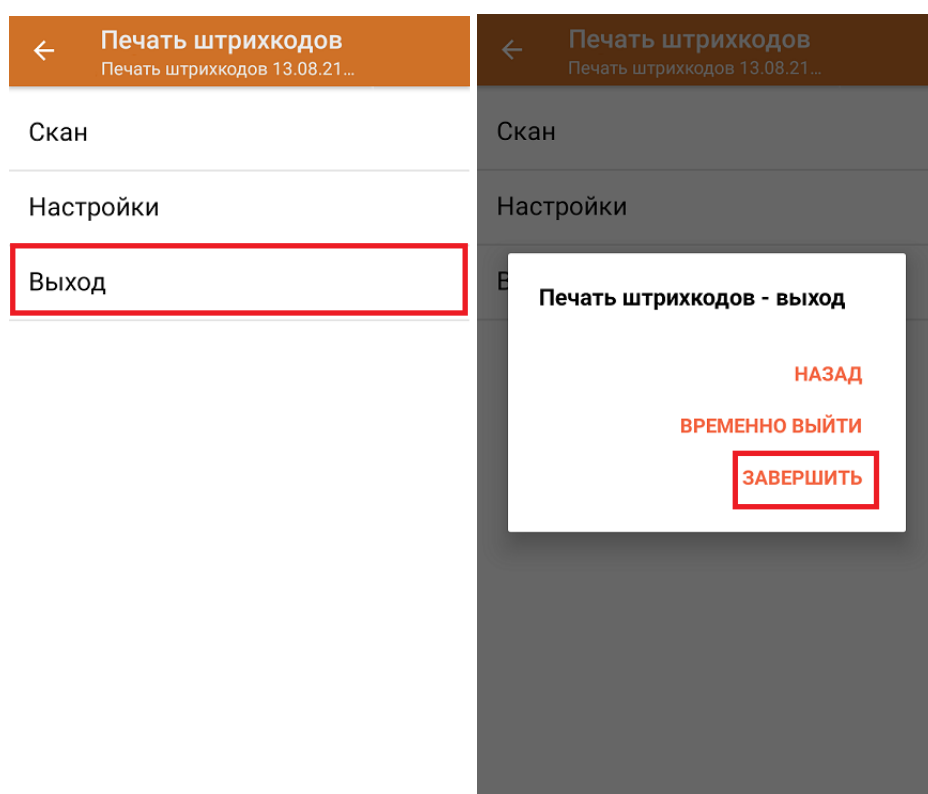 Печать штрихкодов
Печать штрихкодов 13.08.21...
Скан
Настройки
Выход
Печать штрихкодов
Печать штрихкодов 13.08.21...
Скан
Настройки
В
Печать штрихкодов - выход
НАЗАД
ВРЕМЕННО ВЫЙТИ
ЗАВЕРШИТЬ